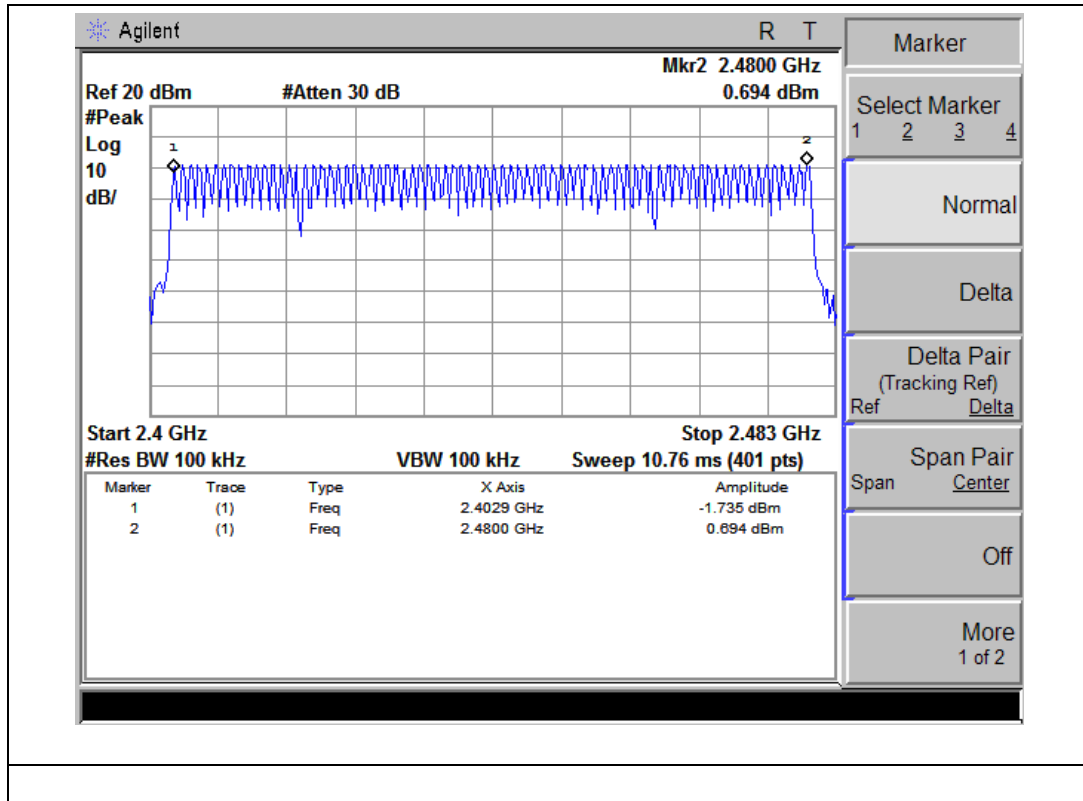 Agilent R T
Mkr2 2.4800 GHz
Ref 20 dBm #Atten 30 dB 0.694 dBm
#Peak
Log
10
dB/
1
2
Start 2.4 GHz Stop 2.483 GHz
#Res BW 100 kHz VBW 100 kHz Sweep 10.76 ms (401 pts)
Marker Trace Type X Axis Amplitude
1 (1) Freq 2.4029 GHz -1.735 dBm
2 (1) Freq 2.4800 GHz 0.694 dBm
Marker
Select Marker
1 2 3 4
Normal
Delta
Delta Pair
(Tracking Ref)
Ref Delta
Span Pair
Span Center
Off
More
1 of 2